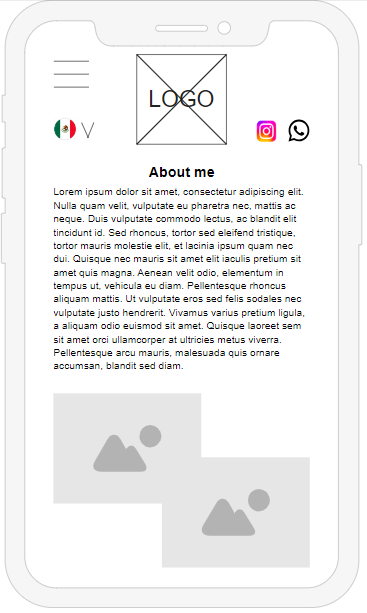 LOGO
V
About me
Lorem ipsum dolor sit amet, consectetur adipiscing elit.
Nulla quam velit, vulputate eu pharetra nec, mattis ac
neque. Duis vulputate commodo lectus, ac blandit elit
tincidunt id. Sed rhoncus, tortor sed eleifend tristique,
tortor mauris molestie elit, et lacinia ipsum quam nec
dui. Quisque nec mauris sit amet elit iaculis pretium sit
amet quis magna. Aenean velit odio, elementum in
tempus ut, vehicula eu diam. Pellentesque rhoncus
aliquam mattis. Ut vulputate eros sed felis sodales nec
vulputate justo hendrerit. Vivamus varius pretium ligula,
a aliquam odio euismod sit amet. Quisque laoreet sem
sit amet orci ullamcorper at ultricies metus viverra.
Pellentesque arcu mauris, malesuada quis ornare
accumsan, blandit sed diam.